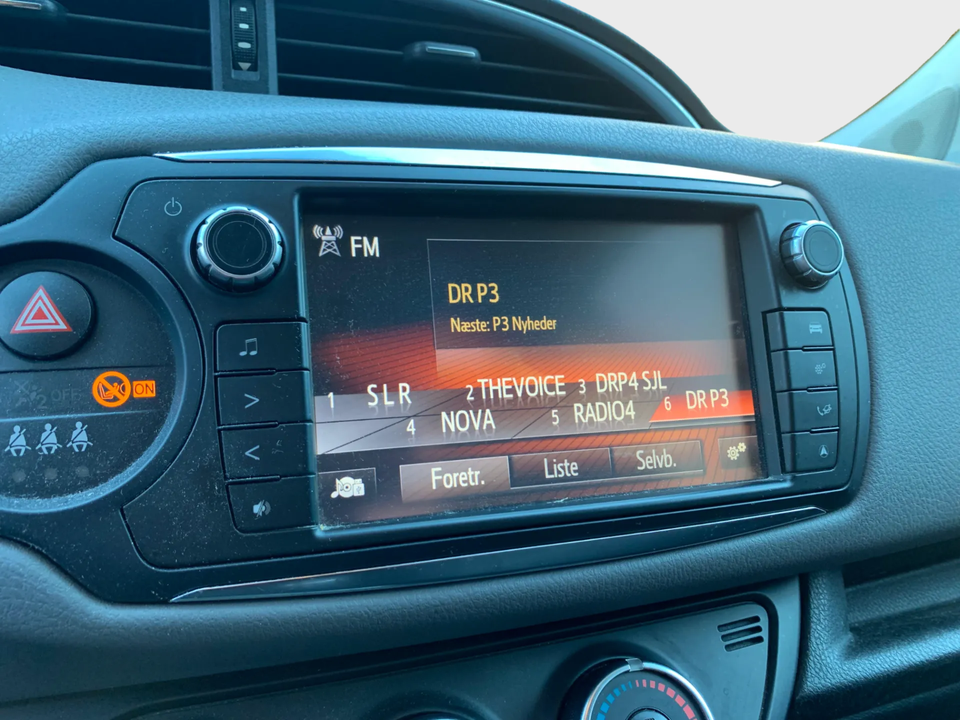 FM
DR P3
Næste: P3 Nyheder
1 SLR 2 THEVOICE 3 DRP4 SJL
4 NOVA 5 RADIO4 6 DR P3
Foretr. Liste Selvb.
OFF ON